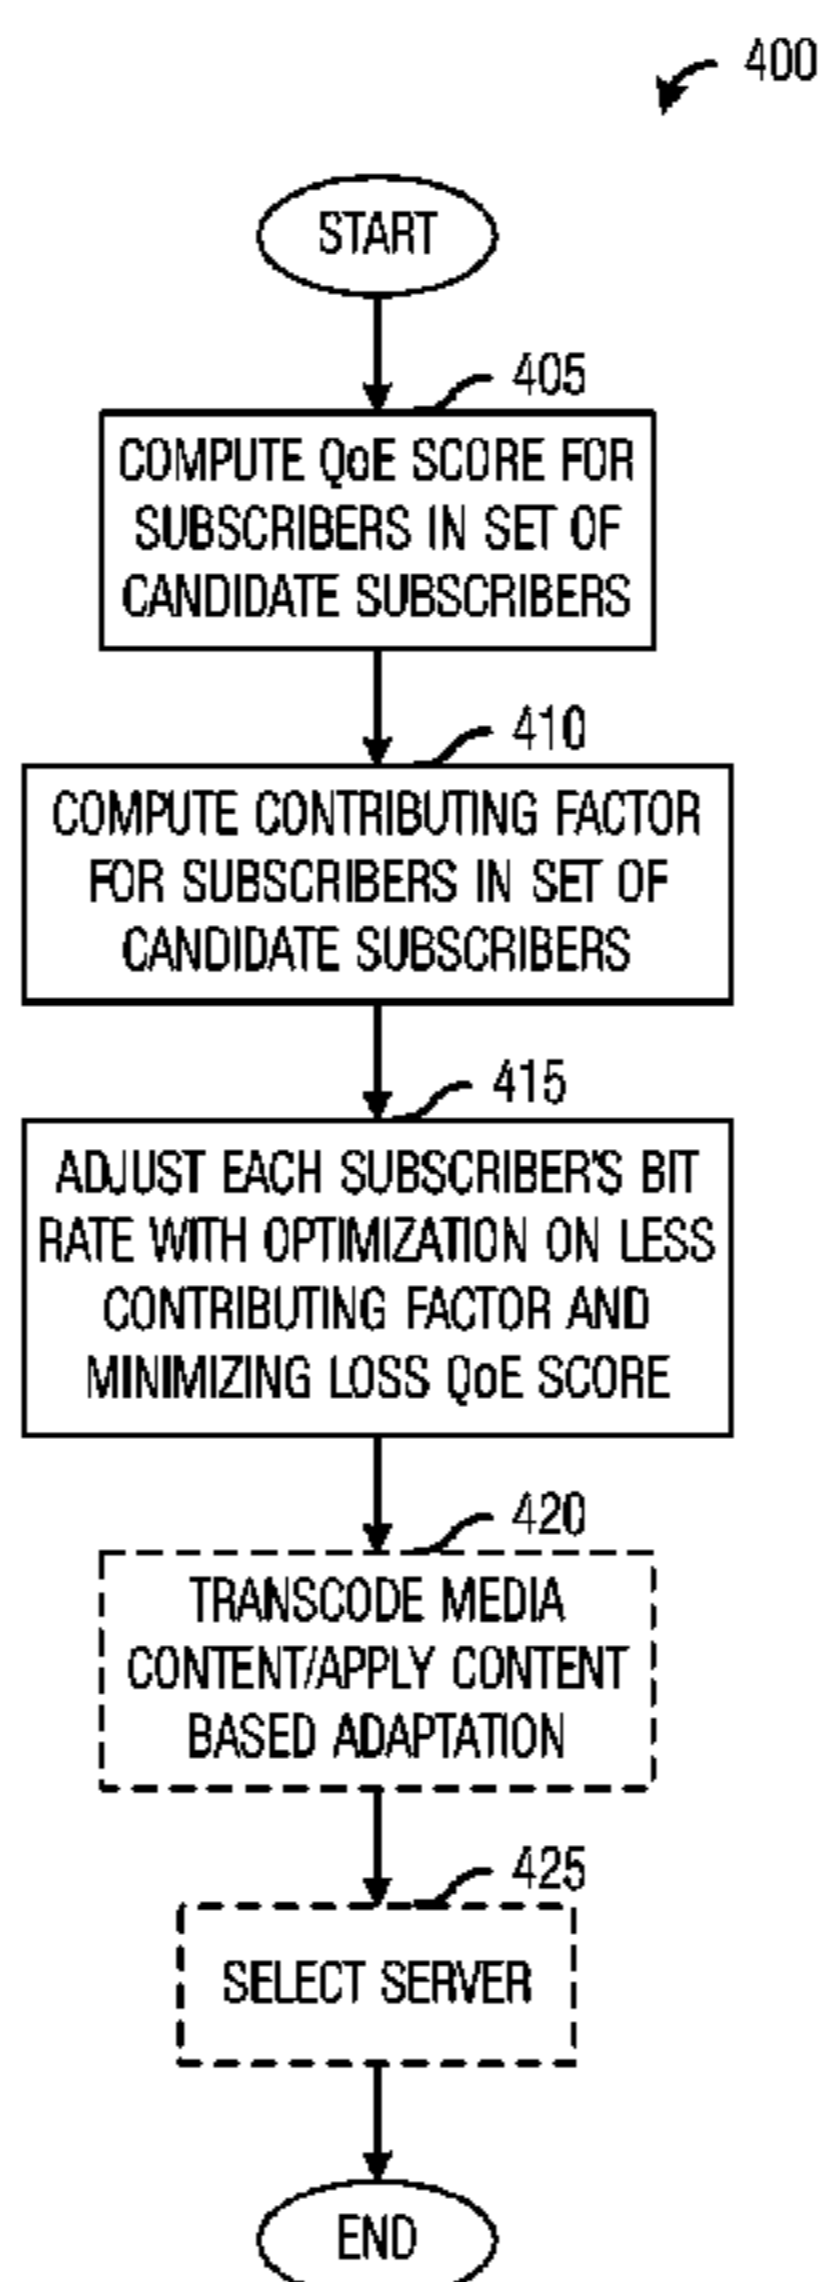 400
START
405
COMPUTE QoE SCORE FOR
SUBSCRIBERS IN SET OF
CANDIDATE SUBSCRIBERS
410
COMPUTE CONTRIBUTING FACTOR
FOR SUBSCRIBERS IN SET OF
CANDIDATE SUBSCRIBERS
415
ADJUST EACH SUBSCRIBER'S BIT
RATE WITH OPTIMIZATION ON LESS
CONTRIBUTING FACTOR AND
MINIMIZING LOSS QoE SCORE
420
TRANSCODE MEDIA
CONTENT/APPLY CONTENT
BASED ADAPTATION
425
SELECT SERVER
END